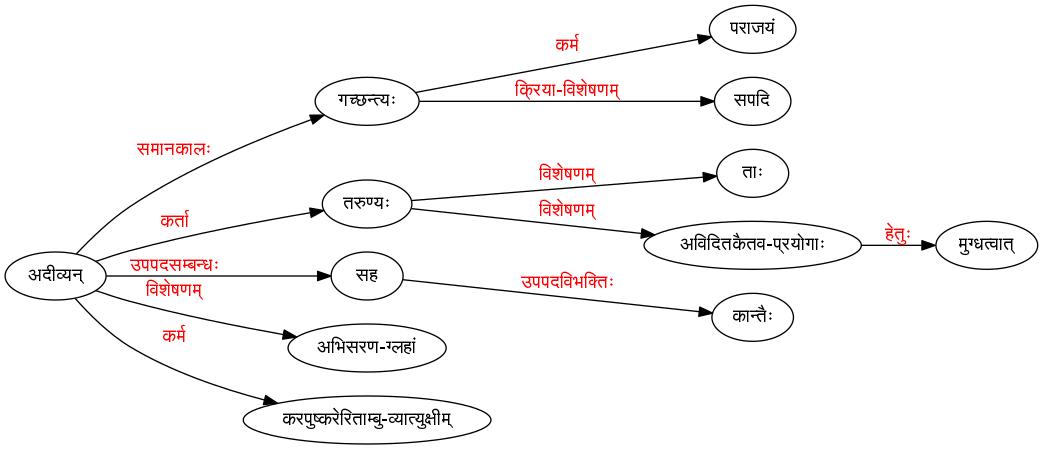 पराजयं
कर्म
क्रिया-विशेषणम्
गच्छन्त्यः
सपदि
समानकालः
विशेषणम्
ताः
तरुण्यः
विशेषणम्
कर्ता
अविदितकैतव-प्रयोगाः
हेतुः
मुग्धत्वात्
अदीव्यन्
उपपदसम्बन्धः
सह
उपपदविभक्तिः
विशेषणम्
कान्तैः
कर्म
अभिसरण-ग्लहां
करपुष्करेरिताम्बु-व्यात्युक्षीम्